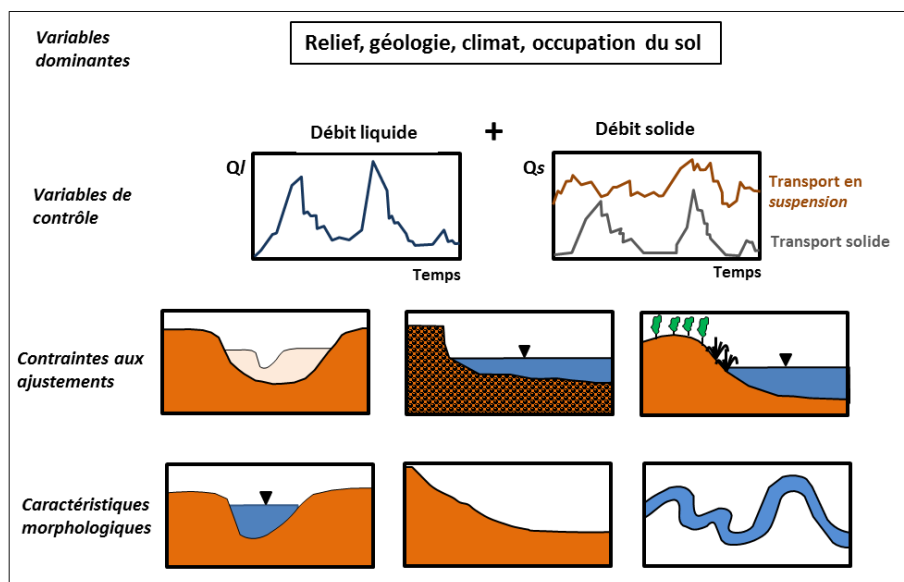 Variables
dominantes
Relief, géologie, climat, occupation du sol
Débit liquide
+
Débit solide
Variables de
contrôle
Ql
Temps
Qs
Temps
Transport en
suspension
Transport solide
Contraintes aux
ajustements
Caractéristiques
morphologiques